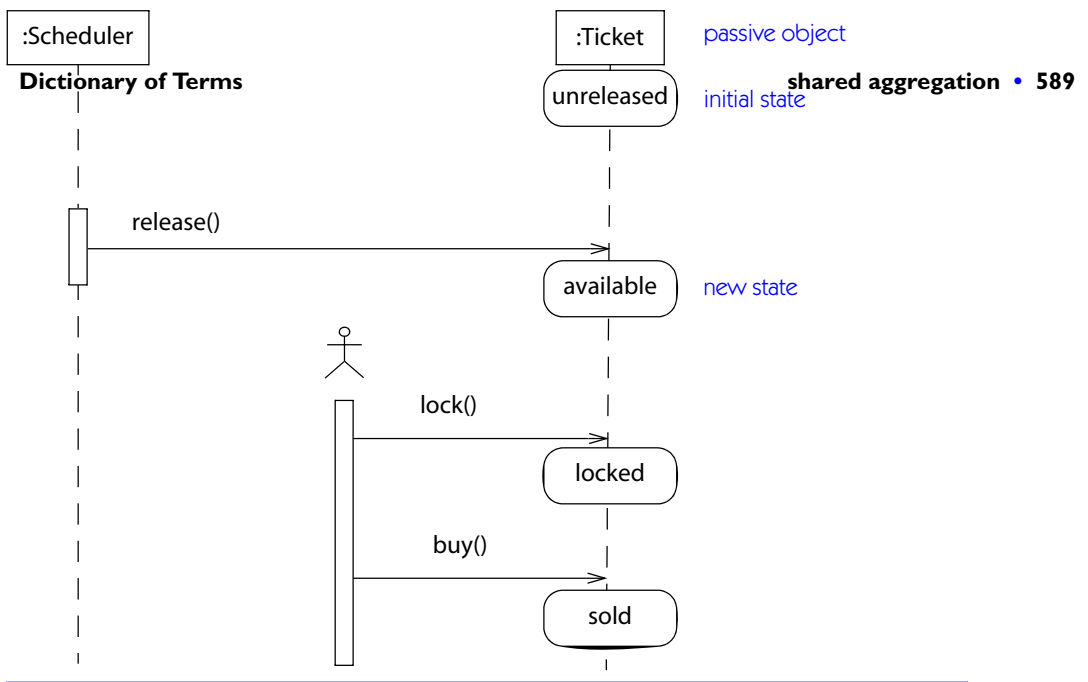 :Scheduler
:Ticket
passive object
Dictionary of Terms
shared aggregation • 589
unreleased
initial state
release()
available
new state
lock()
locked
buy()
sold